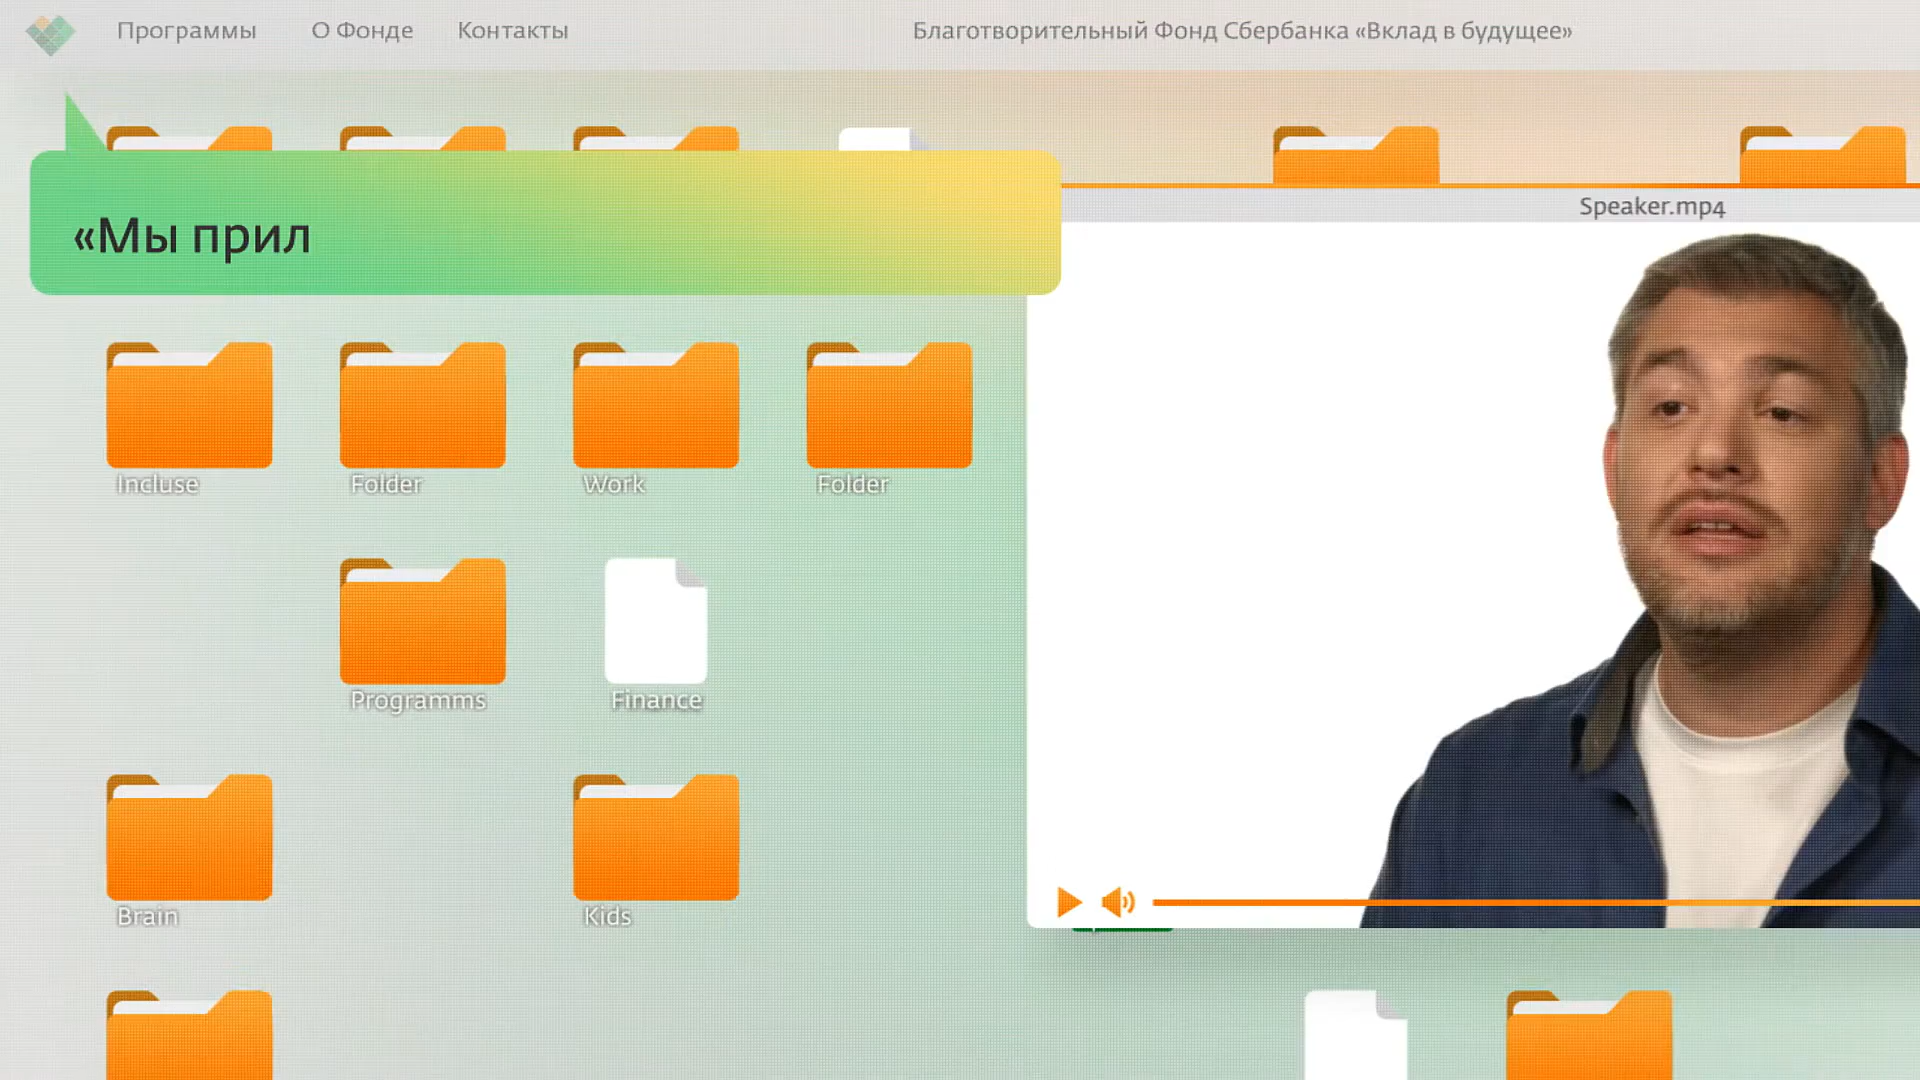 Программы О Фонде Контакты Благотворительный Фонд Сбербанка «Вклад в будущее»
«Мы прил
Speaker.mp4
Incluse Folder Work Folder
Programms Finance
Brain Kids